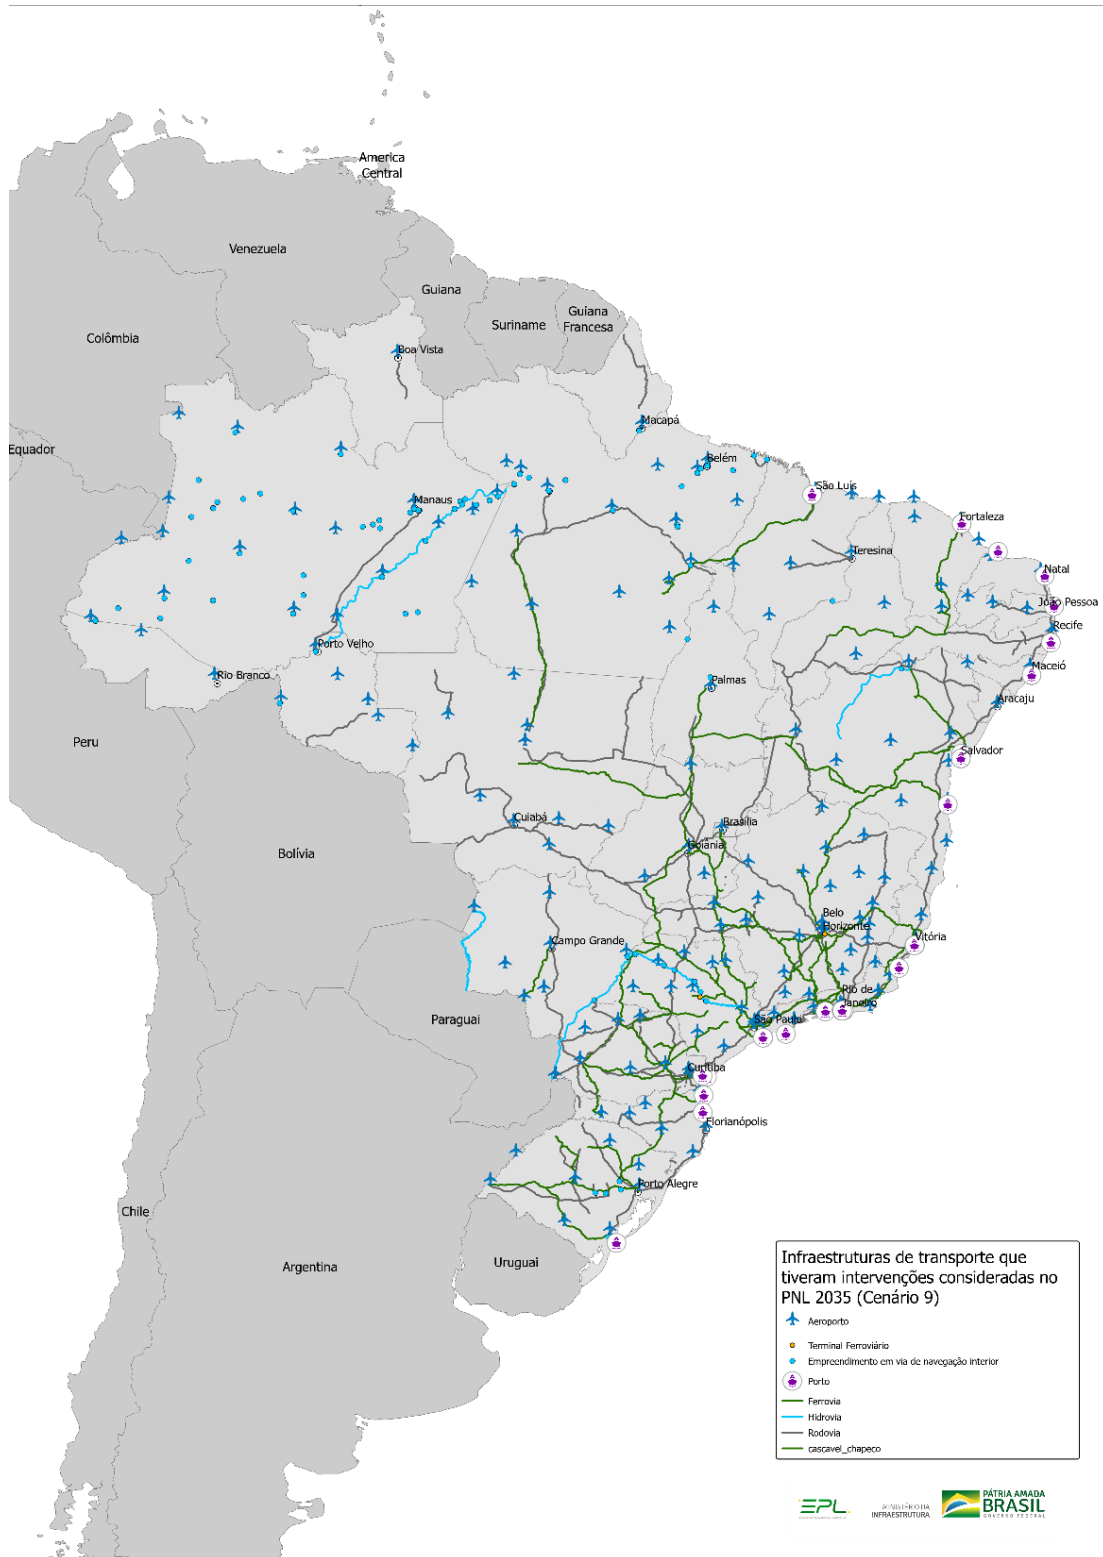 America
Central
Venezuela
Guiana
Suriname
Guiana
Francesa
Colômbia
Boa Vista
Equador
Macapá
Belém
Manaus
São Luís
Fortaleza
Teresina
Natal
João Pessoa
Recife
Porto Velho
Rio Branco
Maceió
Palmas
Aracaju
Peru
Salvador
Cuiabá
Brasília
Bolívia
Goiania
Belo
Horizonte
Campo Grande
Vitória
Rio de
Janeiro
São Paulo
Paraguai
Curitiba
Florianópolis
Porto Alegre
Chile
Argentina
Uruguai
Infraestruturas de transporte que
tiveram intervenções consideradas no
PNL 2035 (Cenário 9)
Aeroporto
Terminal Ferroviário
Empreendimento em via de navegação interior
Porto
Ferrovia
Hidrovia
Rodovia
cascavel_chapeco
EPL
MINISTÉRIO DA
INFRAESTRUTURA
PÁTRIA AMADA
BRASIL
GOVERNO FEDERAL